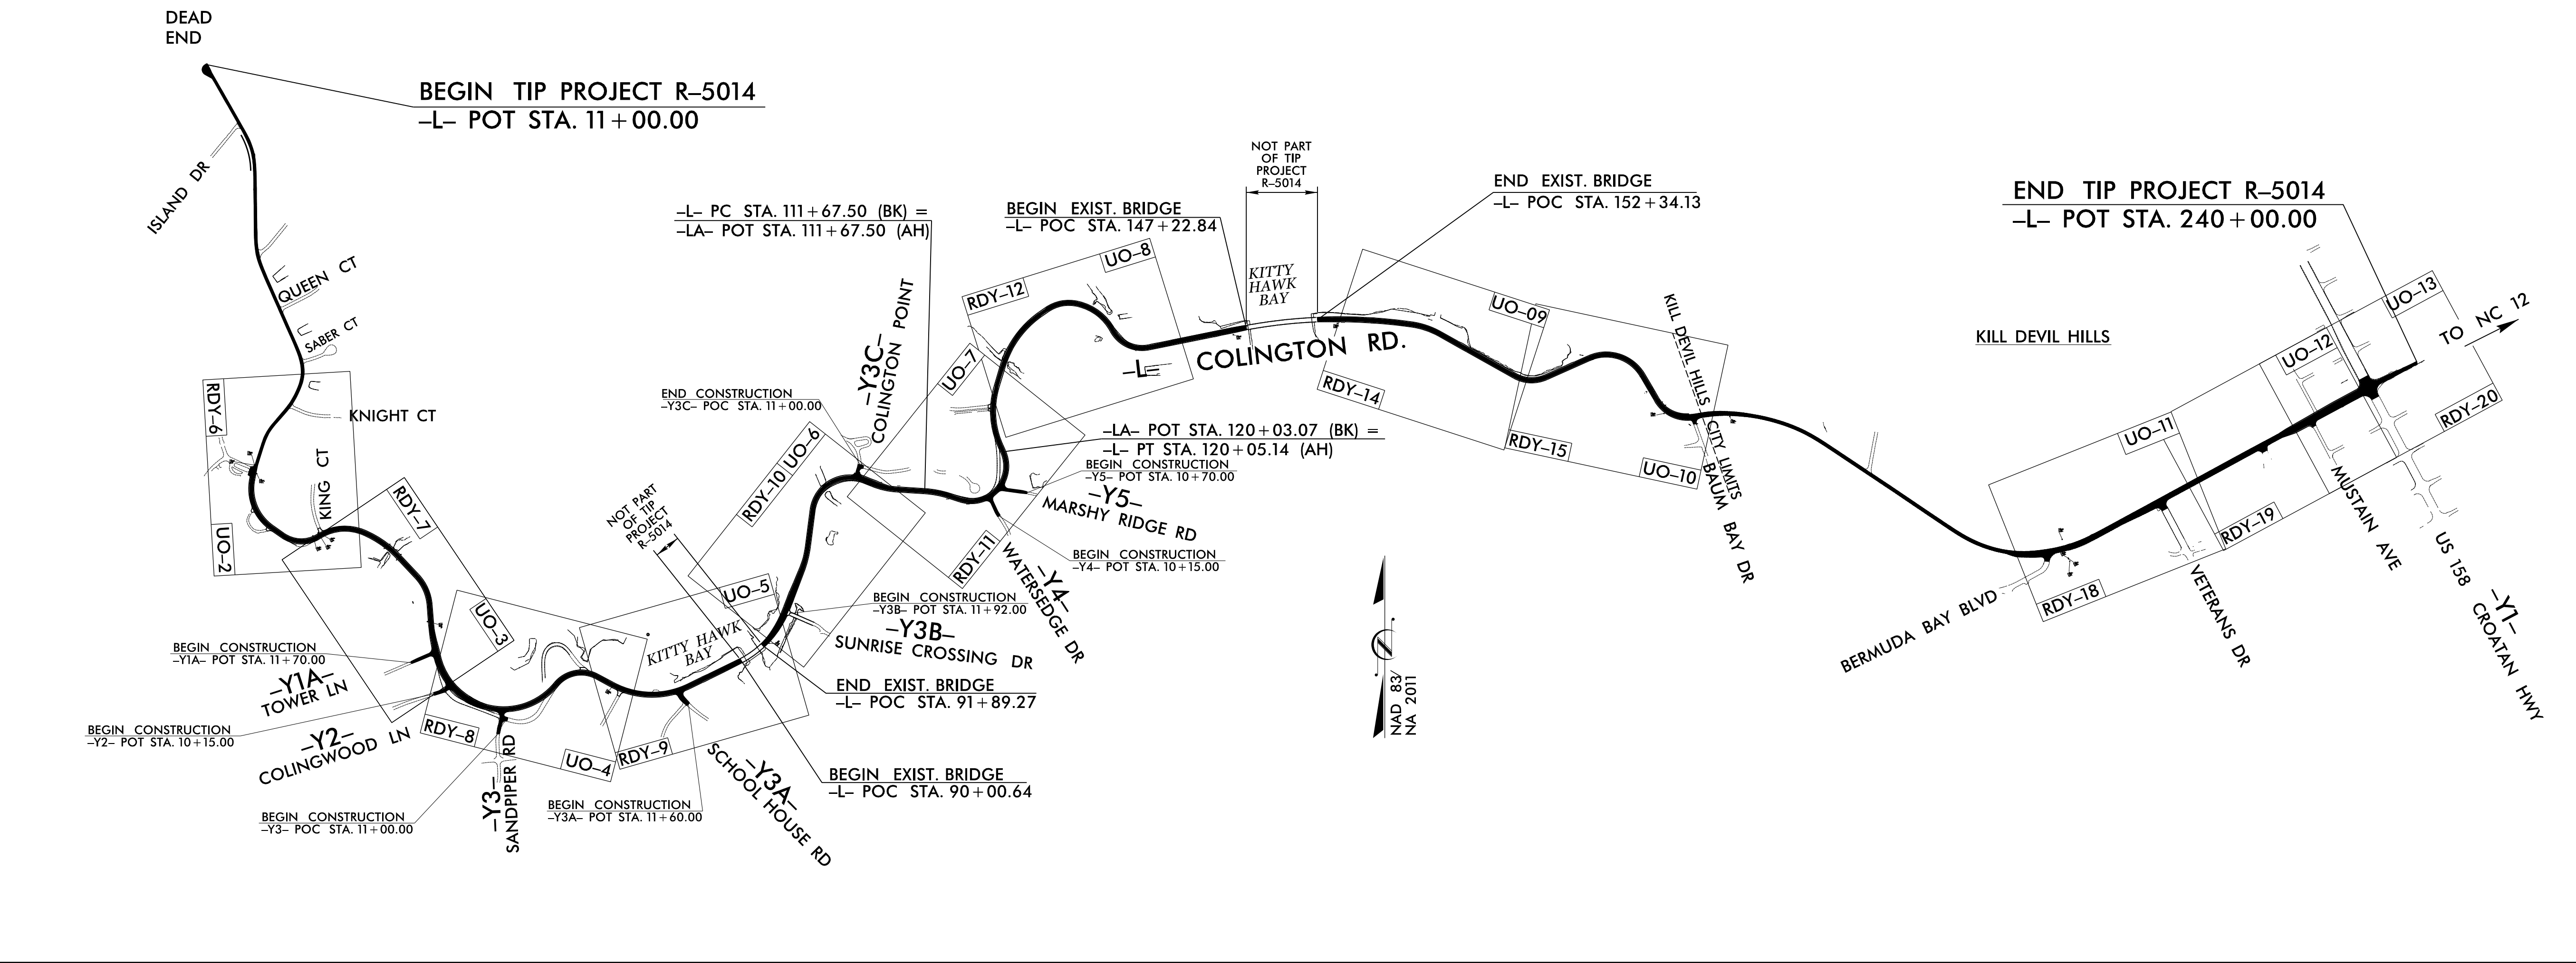 DEAD
END
BEGIN TIP PROJECT R–5014
–L– POT STA. 11+00.00
ISLAND DR
QUEEN CT
SABER CT
KNIGHT CT
KING CT
RDY–6
UO–2
RDY–7
UO–3
BEGIN CONSTRUCTION
–Y1A– POT STA. 11+70.00
–Y1A–
TOWER LN
BEGIN CONSTRUCTION
–Y2– POT STA. 10+15.00
–Y2–
COLINGWOOD LN
RDY–8
UO–4
BEGIN CONSTRUCTION
–Y3– POC STA. 11+00.00
–Y3–
SANDPIPER RD
BEGIN CONSTRUCTION
–Y3A– POT STA. 11+60.00
RDY–9
UO–5
–Y3A–
SCHOOL HOUSE RD
KITTY HAWK
BAY
NOT PART
OF TIP
PROJECT
R–5014
BEGIN EXIST. BRIDGE
–L– POC STA. 90+00.64
END EXIST. BRIDGE
–L– POC STA. 91+89.27
BEGIN CONSTRUCTION
–Y3B– POT STA. 11+92.00
–Y3B–
SUNRISE CROSSING DR
RDY–10
UO–6
END CONSTRUCTION
–Y3C– POC STA. 11+00.00
–Y3C–
COLINGTON POINT
–L– PC STA. 111+67.50 (BK) =
–LA– POT STA. 111+67.50 (AH)
UO–7
RDY–11
–Y4–
WATERSEDGE DR
BEGIN CONSTRUCTION
–Y4– POT STA. 10+15.00
–Y5–
MARSHY RIDGE RD
BEGIN CONSTRUCTION
–Y5– POT STA. 10+70.00
–LA– POT STA. 120+03.07 (BK) =
–L– PT STA. 120+05.14 (AH)
RDY–12
UO–8
BEGIN EXIST. BRIDGE
–L– POC STA. 147+22.84
NOT PART
OF TIP
PROJECT
R–5014
KITTY
HAWK
BAY
END EXIST. BRIDGE
–L– POC STA. 152+34.13
–L–
COLINGTON RD.
RDY–14
UO–09
RDY–15
UO–10
KILL DEVIL HILLS CITY LIMITS
BAUM BAY DR
NAD 83/
NA 2011
KILL DEVIL HILLS
END TIP PROJECT R–5014
–L– POT STA. 240+00.00
BERMUDA BAY BLVD
RDY–18
UO–11
RDY–19
VETERANS DR
UO–12
MUSTAIN AVE
UO–13
RDY–20
TO NC 12
–Y1–
US 158 CROATAN HWY